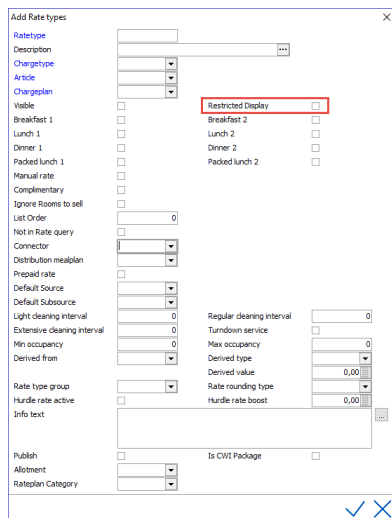 Add Rate types
Ratetype
Description ...
Chargetype
Article
Chargeplan
Visible Restricted Display
Breakfast 1 Breakfast 2
Lunch 1 Lunch 2
Dinner 1 Dinner 2
Packed lunch 1 Packed lunch 2
Manual rate
Complimentary
Ignore Rooms to sell
List Order 0
Not in Rate query
Connector
Distribution mealplan
Prepaid rate
Default Source
Default Subsource
Light cleaning interval 0 Regular cleaning interval 0
Extensive cleaning interval 0 Turndown service
Min occupancy 0 Max occupancy 0
Derived from Derived type
Derived value 0,00
Rate type group Rate rounding type
Hurdle rate active Hurdle rate boost 0,00
Info text ...
Publish Is CWI Package
Allotment
Rateplan Category